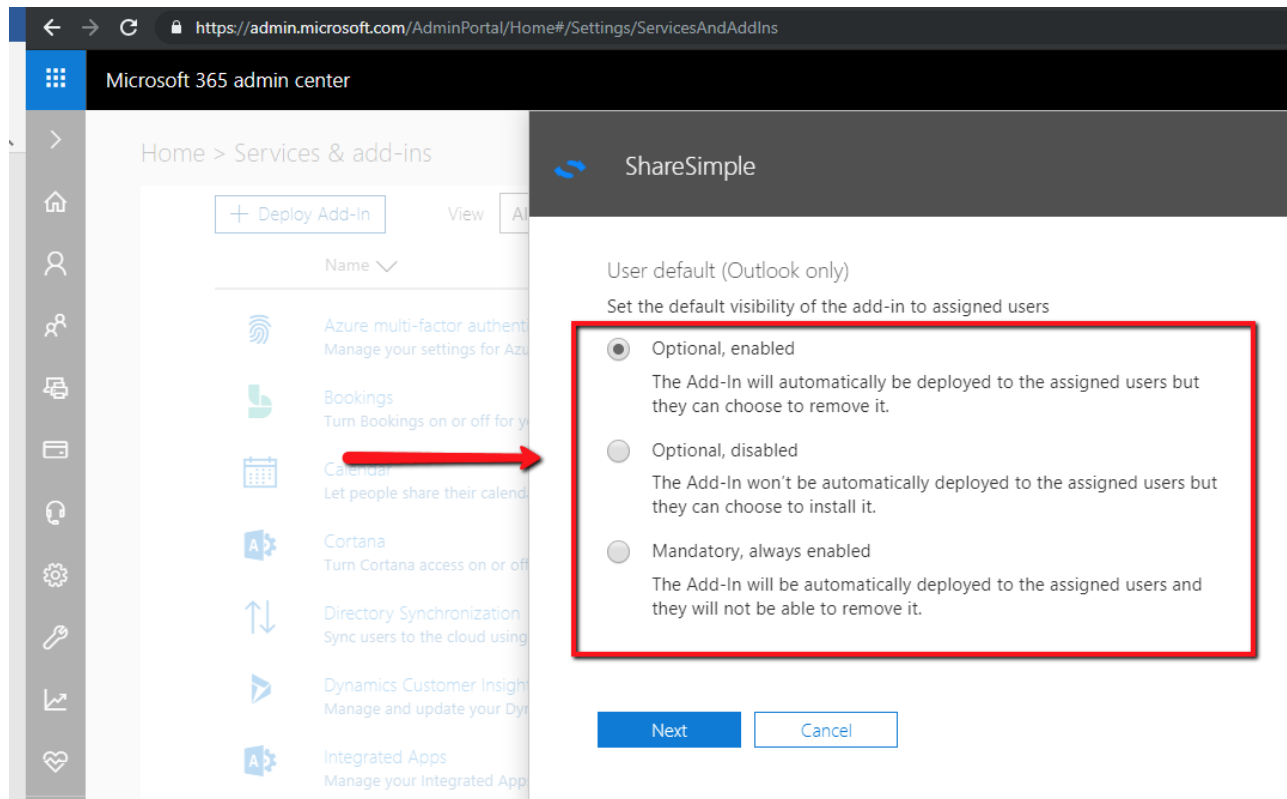 https://admin.microsoft.com/AdminPortal/Home#/Settings/ServicesAndAddIns
Microsoft 365 admin center
Home > Services & add-ins
+ Deploy Add-In View
Name
Azure multi-factor
Manage your settings for
Bookings
Turn Bookings on or off for
Calendar
Let people share their
Cortana
Turn Cortana access on or
Directory Synchronization
Sync users to the cloud using
Dynamics Customer
Manage and update your
Integrated Apps
Manage your Integrated
ShareSimple
User default (Outlook only)
Set the default visibility of the add-in to assigned users
Optional, enabled
The Add-In will automatically be deployed to the assigned users but
they can choose to remove it.
Optional, disabled
The Add-In won't be automatically deployed to the assigned users but
they can choose to install it.
Mandatory, always enabled
The Add-In will be automatically deployed to the assigned users and
they will not be able to remove it.
Next
Cancel